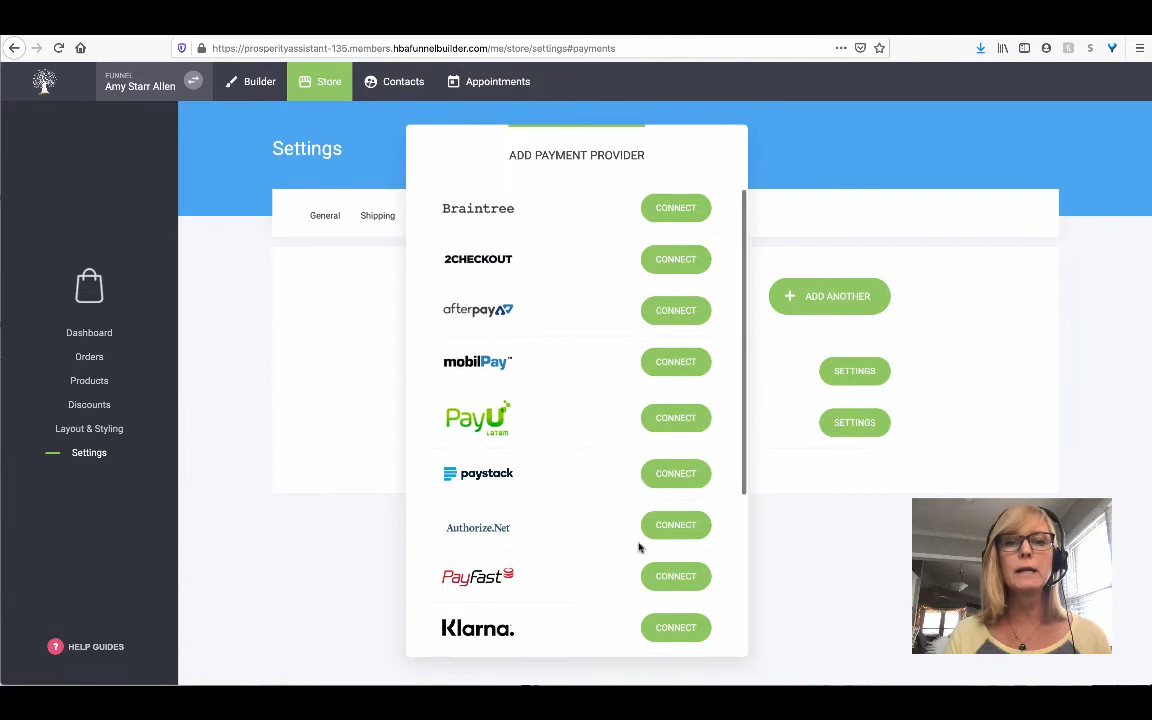 https://prosperityassistant-135.members.hbafunnelbuilder.com/me/store/settings#payments
FUNNEL
Amy Starr Allen
Builder
Store
Contacts
Appointments
Settings
General
Shipping
ADD PAYMENT PROVIDER
Braintree
CONNECT
2CHECKOUT
CONNECT
afterpay
CONNECT
mobilPay™
CONNECT
PayU
LATAM
CONNECT
paystack
CONNECT
Authorize.Net
CONNECT
PayFast
CONNECT
Klarna.
CONNECT
+ ADD ANOTHER
SETTINGS
SETTINGS
Dashboard
Orders
Products
Discounts
Layout & Styling
Settings
? HELP GUIDES